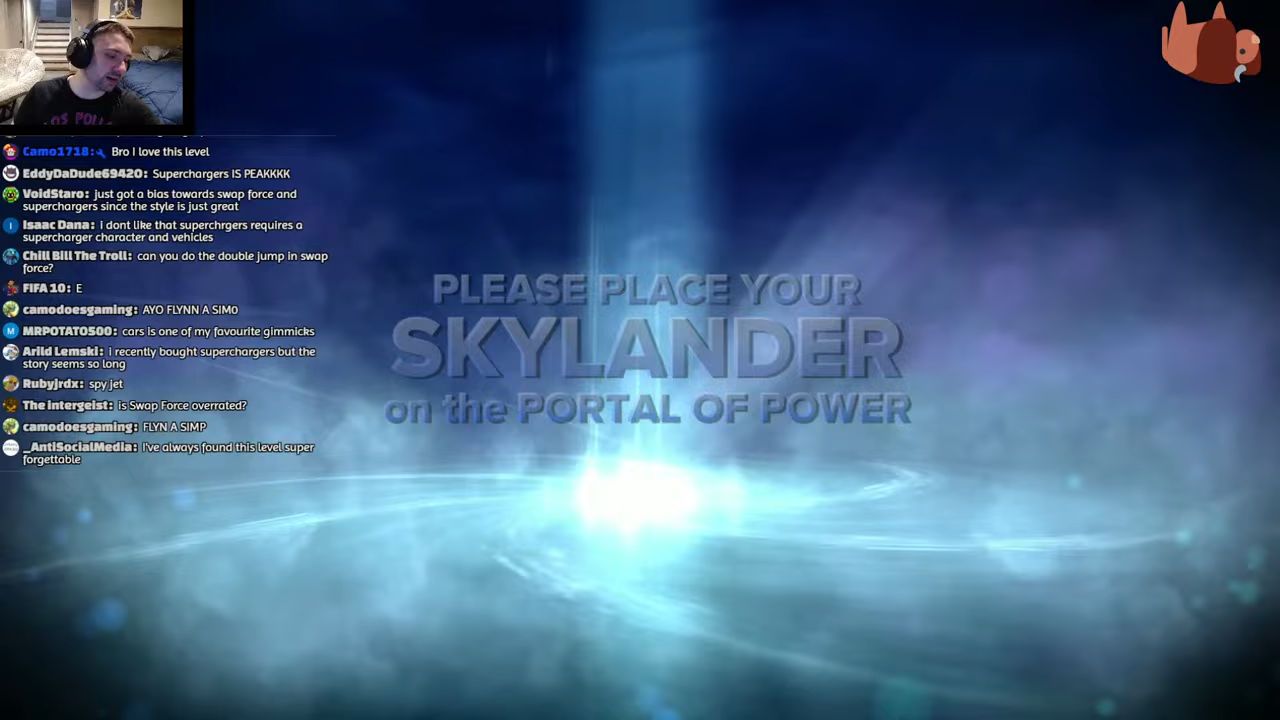 Camo1718: Bro I love this level
EddyDaDude69420: Superchargers IS PEAKKKK
VoidStaro: just got a bias towards swap force and
superchargers since the style is just great
Isaac Dana: i dont like that superchrgers requires a
supercharger character and vehicles
Chill Bill The Troll: can you do the double jump in swap
force?
FIFA 10: E
camodoesgaming: AYO FLYNN A SIM0
MRPOTATO500: cars is one of my favourite gimmicks
Arild Lemski: i recently bought superchargers but the
story seems so long
Rubyjrdx: spy jet
The intergeist: is Swap Force overrated?
camodoesgaming: FLYN A SIMP
_AntiSocialMedia: I've always found this level super
forgettable
PLEASE PLACE YOUR
SKYLANDER
on the PORTAL OF POWER